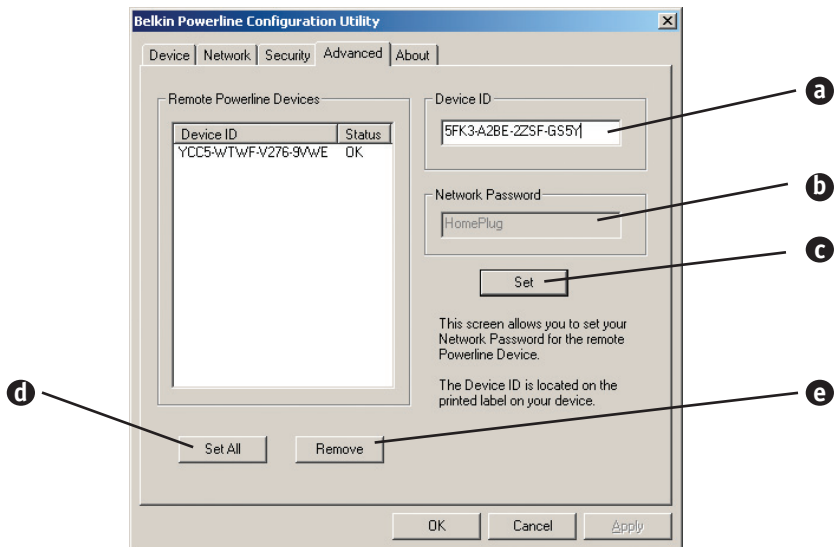 Belkin Powerline Configuration Utility
Device Network Security Advanced About
Remote Powerline Devices
Device ID Status
YCC5-WTWF-V276-9VWE OK
Device ID
5FK3-A2BE-2ZSF-GS5Y
Network Password
HomePlug
Set
This screen allows you to set your
Network Password for the remote
Powerline Device.
The Device ID is located on the
printed label on your device.
Set All Remove
OK Cancel Apply
a
b
c
d
e